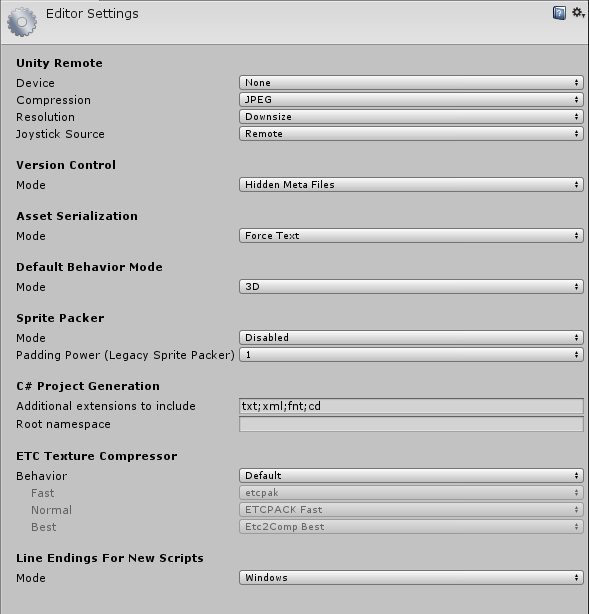 Editor Settings
Unity Remote
Device None
Compression JPEG
Resolution Downsize
Joystick Source Remote
Version Control
Mode Hidden Meta Files
Asset Serialization
Mode Force Text
Default Behavior Mode
Mode 3D
Sprite Packer
Mode Disabled
Padding Power (Legacy Sprite Packer) 1
C# Project Generation
Additional extensions to include txt;xml;fnt;cd
Root namespace
ETC Texture Compressor
Behavior Default
Fast etcpak
Normal ETCPACK Fast
Best Etc2Comp Best
Line Endings For New Scripts
Mode Windows